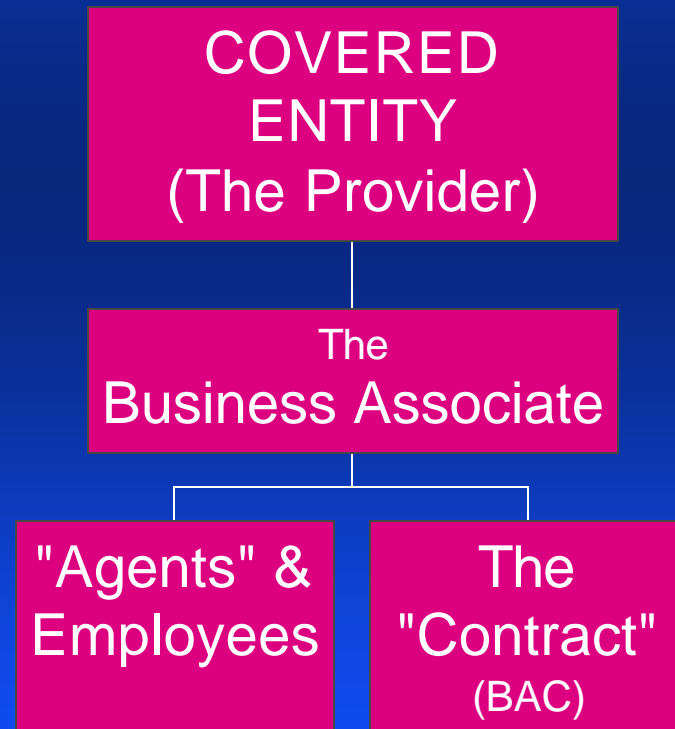 COVERED
ENTITY
(The Provider)
The
Business Associate
"Agents" &
Employees
The
"Contract"
(BAC)